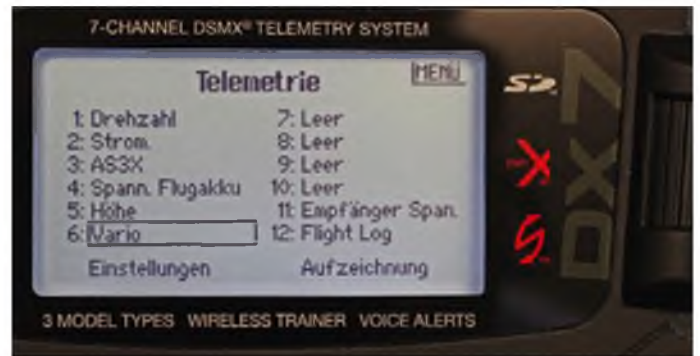 7-CHANNEL DSMX® TELEMETRY SYSTEM
Telemetrie
MENÜ
1: Drehzahl
2: Strom.
3: AS3X
4: Spann. Flugakku
5: Höhe
6: Vario
7: Leer
8: Leer
9: Leer
10: Leer
11: Empfänger Span.
12: Flight Log
Einstellungen
Aufzeichnung
3 MODEL TYPES WIRELESS TRAINER VOICE ALERTS
DX7